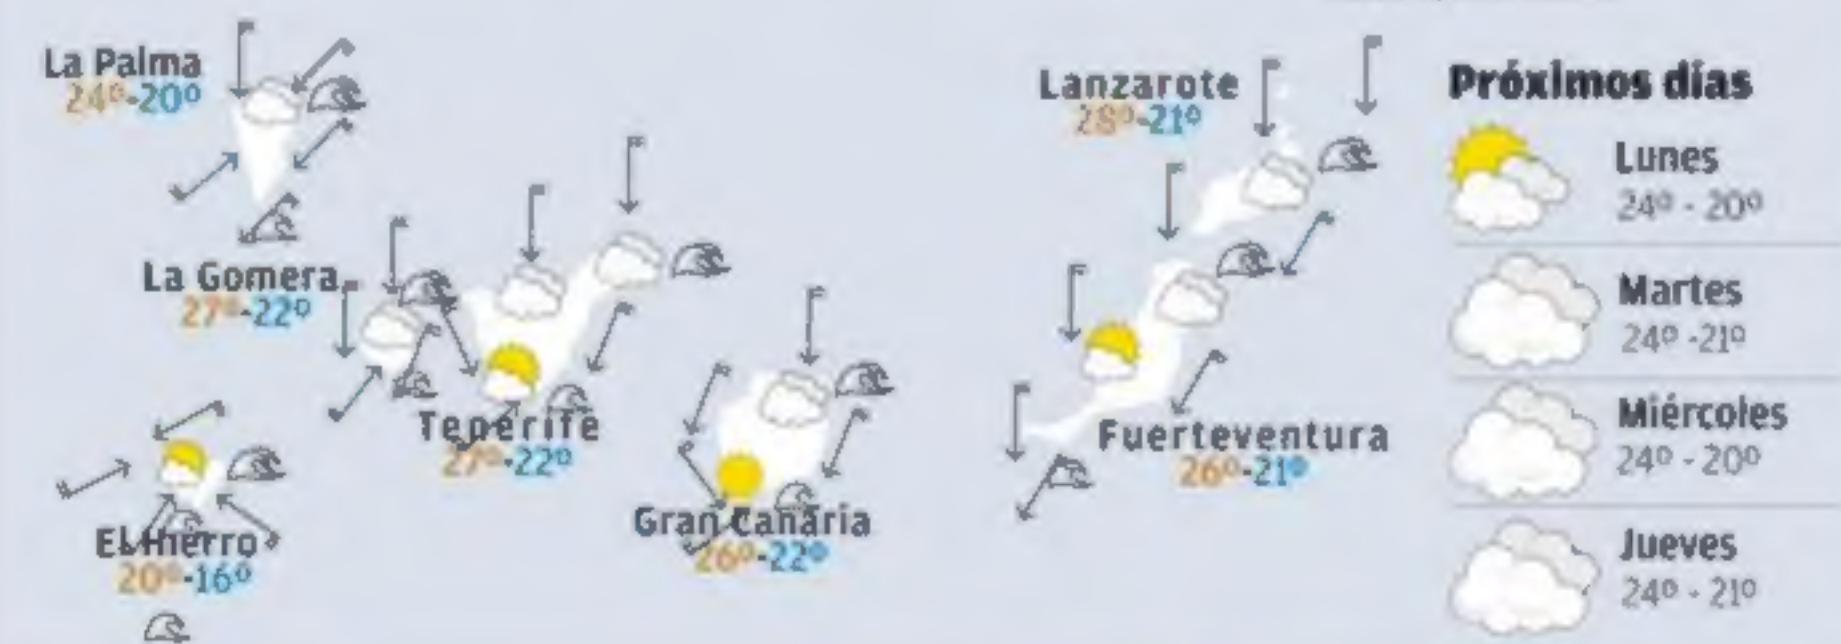 La Palma
24º-20º
Lanzarote
28º-21º
La Gomera
27º-22º
Tenerife
27º-22º
Fuerteventura
26º-21º
Gran Canaria
26º-22º
El Hierro
20º-16º
Próximos días
Lunes
24º - 20º
Martes
24º -21º
Miércoles
24º - 20º
Jueves
24º - 21º